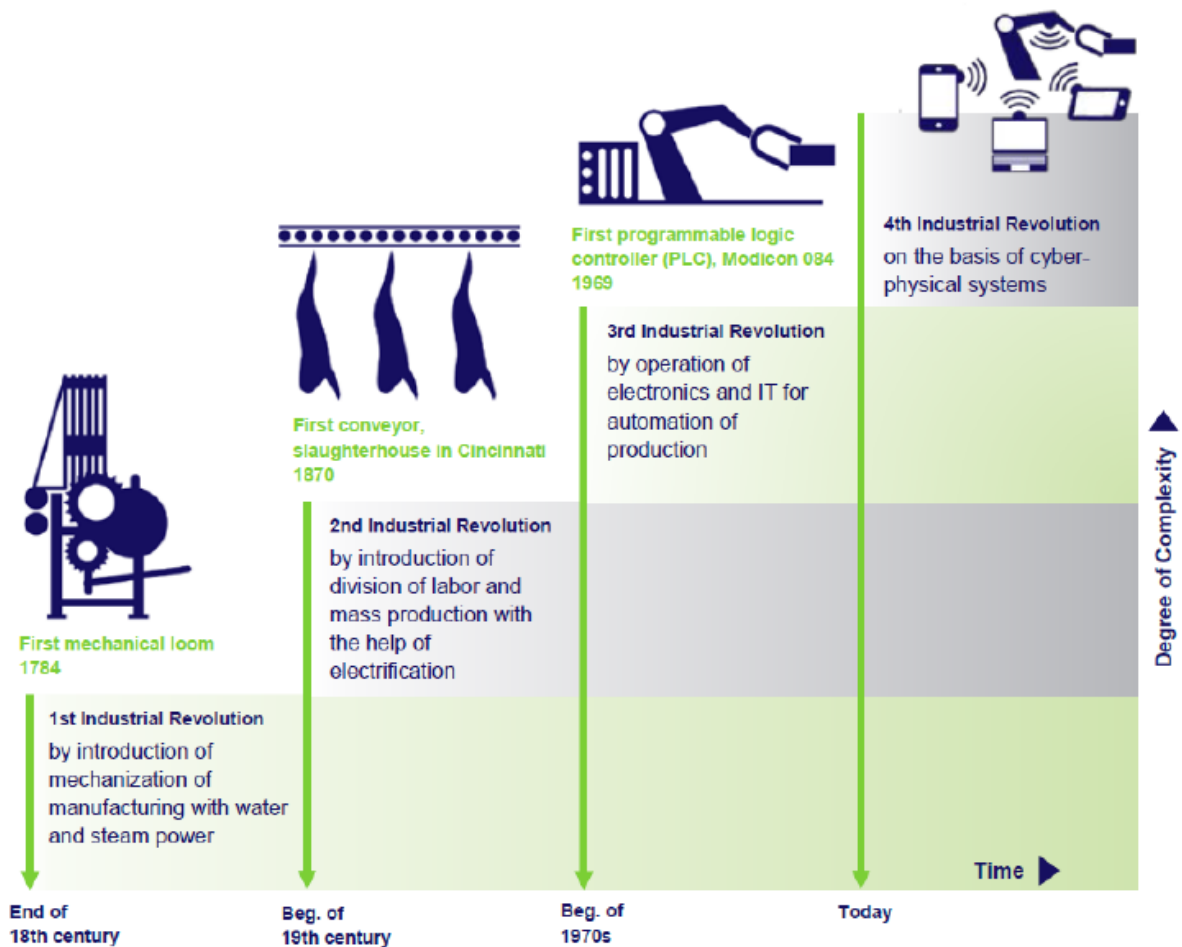 4th Industrial Revolution
on the basis of cyber-
physical systems
First programmable logic
controller (PLC), Modicon 084
1969
3rd Industrial Revolution
by operation of
electronics and IT for
automation of
production
First conveyor,
slaughterhouse in Cincinnati
1870
2nd Industrial Revolution
by introduction of
division of labor and
mass production with
the help of
electrification
First mechanical loom
1784
1st Industrial Revolution
by introduction of
mechanization of
manufacturing with water
and steam power
Degree of Complexity
Time
End of
18th century
Beg. of
19th century
Beg. of
1970s
Today